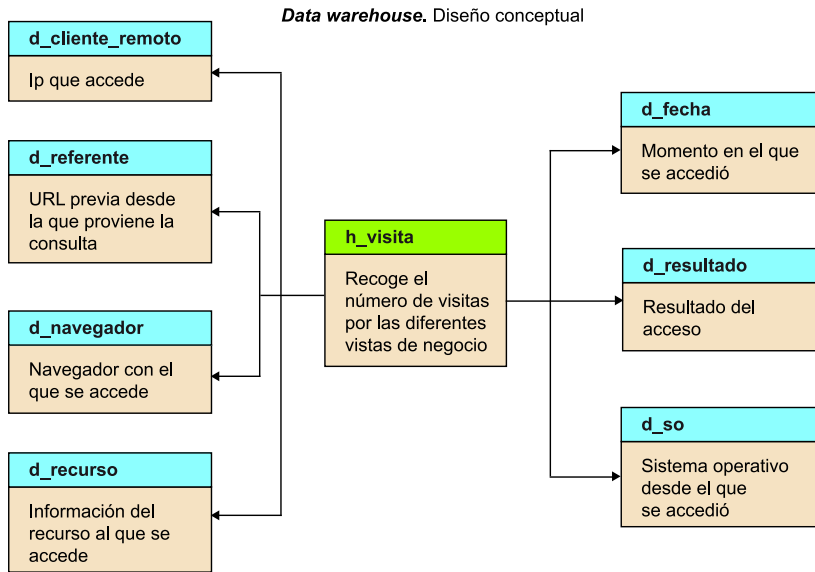 Data warehouse. Diseño conceptual
d_cliente_remoto
Ip que accede
d_referente
URL previa desde
la que proviene la
consulta
d_navegador
Navegador con el
que se accede
d_recurso
Información del
recurso al que se
accede
h_visita
Recoge el
número de visitas
por las diferentes
vistas de negocio
d_fecha
Momento en el que
se accedió
d_resultado
Resultado del
acceso
d_so
Sistema operativo
desde el que
se accedió